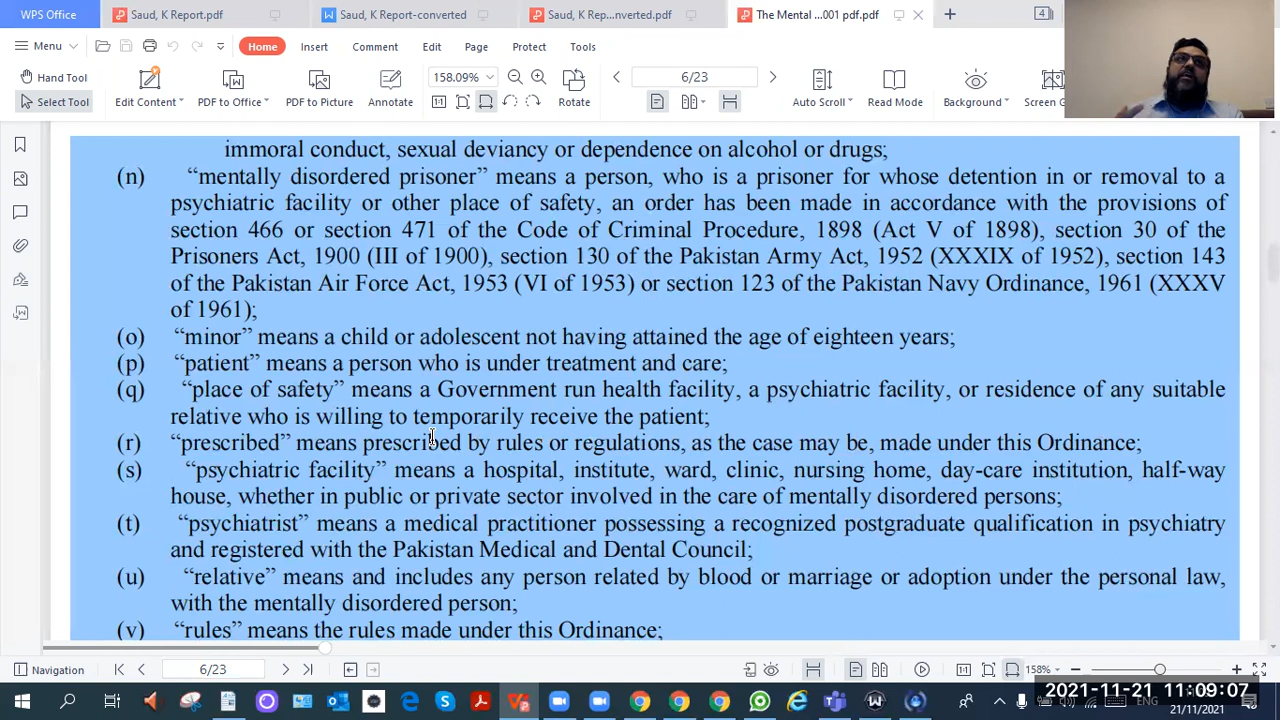 WPS Office
Saud, K Report.pdf
Saud, K Report-converted
Saud, K Rep...nverted.pdf
The Mental ...001 pdf.pdf
4
Menu
Home
Insert
Comment
Edit
Page
Protect
Tools
Hand Tool
Select Tool
Edit Content
PDF to Office
PDF to Picture
Annotate
158.09%
Rotate
6/23
Auto Scroll
Read Mode
Background
Screen G
immoral conduct, sexual deviancy or dependence on alcohol or drugs;
(n) “mentally disordered prisoner” means a person, who is a prisoner for whose detention in or removal to a
psychiatric facility or other place of safety, an order has been made in accordance with the provisions of
section 466 or section 471 of the Code of Criminal Procedure, 1898 (Act V of 1898), section 30 of the
Prisoners Act, 1900 (III of 1900), section 130 of the Pakistan Army Act, 1952 (XXXIX of 1952), section 143
of the Pakistan Air Force Act, 1953 (VI of 1953) or section 123 of the Pakistan Navy Ordinance, 1961 (XXXV
of 1961);
(o) “minor” means a child or adolescent not having attained the age of eighteen years;
(p) “patient” means a person who is under treatment and care;
(q) “place of safety” means a Government run health facility, a psychiatric facility, or residence of any suitable
relative who is willing to temporarily receive the patient;
(r) “prescribed” means prescribed by rules or regulations, as the case may be, made under this Ordinance;
(s) “psychiatric facility” means a hospital, institute, ward, clinic, nursing home, day-care institution, half-way
house, whether in public or private sector involved in the care of mentally disordered persons;
(t) “psychiatrist” means a medical practitioner possessing a recognized postgraduate qualification in psychiatry
and registered with the Pakistan Medical and Dental Council;
(u) “relative” means and includes any person related by blood or marriage or adoption under the personal law,
with the mentally disordered person;
(v) “rules” means the rules made under this Ordinance;
Navigation
6/23
158%
2021-11-21 11:09:07
ENG
21/11/2021